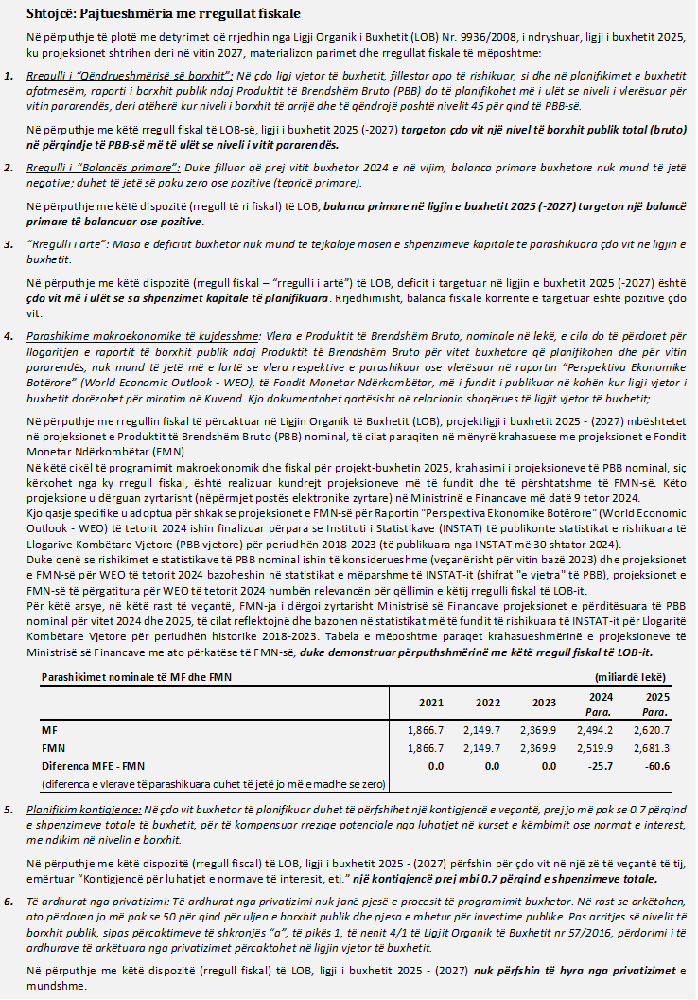 Shtojcë: Pajtueshmëria me rregullat fiskale
Në përputhje të plotë me detyrimet që rrjedhin nga Ligji Organik i Buxhetit (LOB) Nr. 9936/2008, i ndryshuar, ligji i buxhetit 2025,
ku projeksionet shtrihen deri në vitin 2027, materializon parimet dhe rregullat fiskale të mëposhtme:
1. Rregulli i “Qëndrueshmërisë së borxhit”: Në çdo ligj vjetor të buxhetit, fillestar apo të rishikuar, si dhe në planifikimet e buxhetit
afatmesëm, raporti i borxhit publik ndaj Produktit të Brendshëm Bruto (PBB) do të planifikohet më i ulët se niveli i vlerësuar për
vitin pararendës, deri atëherë kur niveli i borxhit të arrijë dhe të qëndrojë poshtë nivelit 45 për qind të PBB-së.
Në përputhje me këtë rregull fiskal të LOB-së, ligji i buxhetit 2025 (-2027) targeton çdo vit një nivel të borxhit publik total (bruto)
në përqindje të PBB-së më të ulët se niveli i vitit pararendës.
2. Rregulli i “Balancës primare”: Duke filluar që prej vitit buxhetor 2024 e në vijim, balanca primare buxhetore nuk mund të jetë
negative; duhet të jetë së paku zero ose pozitive (tepricë primare).
Në përputhje me këtë dispozitë (rregull të ri fiskal) të LOB, balanca primare në ligjin e buxhetit 2025 (-2027) targeton një balancë
primare të balancuar ose pozitive.
3. “Rregulli i artë”: Masa e deficitit buxhetor nuk mund të tejkalojë masën e shpenzimeve kapitale të parashikuara çdo vit në ligjin e
buxhetit.
Në përputhje me këtë dispozitë (rregull fiskal – “rregulli i artë”) të LOB, deficit i targetuar në ligjin e buxhetit 2025 (-2027) është
çdo vit më i ulët se sa shpenzimet kapitale të planifikuara. Rrjedhimisht, balanca fiskale korrente e targetuar është pozitive çdo
vit.
4. Parashikime makroekonomike të kujdesshme: Vlera e Produktit të Brendshëm Bruto, nominale në lekë, e cila do të përdoret për
llogaritjen e raportit të borxhit publik ndaj Produktit të Brendshëm Bruto për vitet buxhetore që planifikohen dhe për vitin
pararendës, nuk mund të jetë më e lartë se vlera respektive e parashikuar ose vlerësuar në raportin “Perspektiva Ekonomike
Botërore” (World Economic Outlook - WEO), të Fondit Monetar Ndërkombëtar, më i fundit i publikuar në kohën kur ligji vjetor i
buxhetit dorëzohet për miratim në Kuvend. Kjo dokumentohet qartësisht në relacionin shoqërues të ligjit vjetor të buxhetit;
Në përputhje me rregullin fiskal të përcaktuar në Ligjin Organik të Buxhetit (LOB), projektligji i buxhetit 2025 - (2027) mbështetet
në projeksionet e Produktit të Brendshëm Bruto (PBB) nominal, të cilat paraqiten në mënyrë krahasuese me projeksionet e Fondit
Monetar Ndërkombëtar (FMN).
Në këtë cikël të programimit makroekonomik dhe fiskal për projekt-buxhetin 2025, krahasimi i projeksioneve të PBB nominal, siç
kërkohet nga ky rregull fiskal, është realizuar kundrejt projeksioneve më të fundit dhe të përshtatshme të FMN-së. Këto
projeksione u dërguan zyrtarisht (nëpërmjet postës elektronike zyrtare) në Ministrinë e Financave më datë 9 tetor 2024.
Kjo qasje specifike u adoptua për shkak se projeksionet e FMN-së për Raportin "Perspektiva Ekonomike Botërore" (World Economic
Outlook - WEO) të tetorit 2024 ishin finalizuar përpara se Instituti i Statistikave (INSTAT) të publikonte statistikat e rishikuara të
Llogarive Kombëtare Vjetore (PBB vjetore) për periudhën 2018-2023 (të publikuara nga INSTAT më 30 shtator 2024).
Duke qenë se rishikimet e statistikave të PBB nominal ishin të konsiderueshme (veçanërisht për vitin bazë 2023) dhe projeksionet
e FMN-së për WEO të tetorit 2024 bazoheshin në statistikat e mëparshme të INSTAT-it (shifrat "e vjetra" të PBB), projeksionet e
FMN-së të përgatitura për WEO të tetorit 2024 humbën relevancën për qëllimin e këtij rregulli fiskal të LOB-it.
Për këtë arsye, në këtë rast të veçantë, FMN-ja i dërgoi zyrtarisht Ministrisë së Financave projeksionet e përditësuara të PBB
nominal për vitet 2024 dhe 2025, të cilat reflektojnë dhe bazohen në statistikat më të fundit të rishikuara të INSTAT-it për Llogaritë
Kombëtare Vjetore për periudhën historike 2018-2023. Tabela e mëposhtme paraqet krahasueshmërinë e projeksioneve të
Ministrisë së Financave me ato përkatëse të FMN-së, duke demonstruar përputhshmërinë me këtë rregull fiskal të LOB-it.
Parashikimet nominale të MF dhe FMN (miliardë lekë)
2021 2022 2023 2024 Para. 2025 Para.
MF 1,866.7 2,149.7 2,369.9 2,494.2 2,620.7
FMN 1,866.7 2,149.7 2,369.9 2,519.9 2,681.3
Diferenca MFE - FMN 0.0 0.0 0.0 -25.7 -60.6
(diferenca e vlerave të parashikuara duhet të jetë jo më e madhe se zero)
5. Planifikim kontigjence: Në çdo vit buxhetor të planifikuar duhet të përfshihet një kontigjencë e veçantë, prej jo më pak se 0.7 përqind
e shpenzimeve totale të buxhetit, për të kompensuar rreziqe potenciale nga luhatjet në kurset e këmbimit ose normat e interest,
me ndikim në nivelin e borxhit.
Në përputhje me këtë dispozitë (rregull fiscal) të LOB, ligji i buxhetit 2025 - (2027) përfshin për çdo vit në një zë të veçantë të tij,
emërtuar “Kontigjencë për luhatjet e normave të interesit, etj.” një kontigjencë prej mbi 0.7 përqind e shpenzimeve totale.
6. Të ardhurat nga privatizimi: Të ardhurat nga privatizimi nuk janë pjesë e procesit të programimit buxhetor. Në rast se arkëtohen,
ato përdoren jo më pak se 50 për qind për uljen e borxhit publik dhe pjesa e mbetur për investime publike. Pas arritjes së nivelit të
borxhit publik, sipas përcaktimeve të shkronjës “a”, të pikës 1, të nenit 4/1 të Ligjit Organik të Buxhetit nr 57/2016, përdorimi i të
ardhurave të arkëtuara nga privatizimet përcaktohet në ligjin vjetor të buxhetit.
Në përputhje me këtë dispozitë (rregull fiskal) të LOB, ligji i buxhetit 2025 - (2027) nuk përfshin të hyra nga privatizimet e
mundshme.